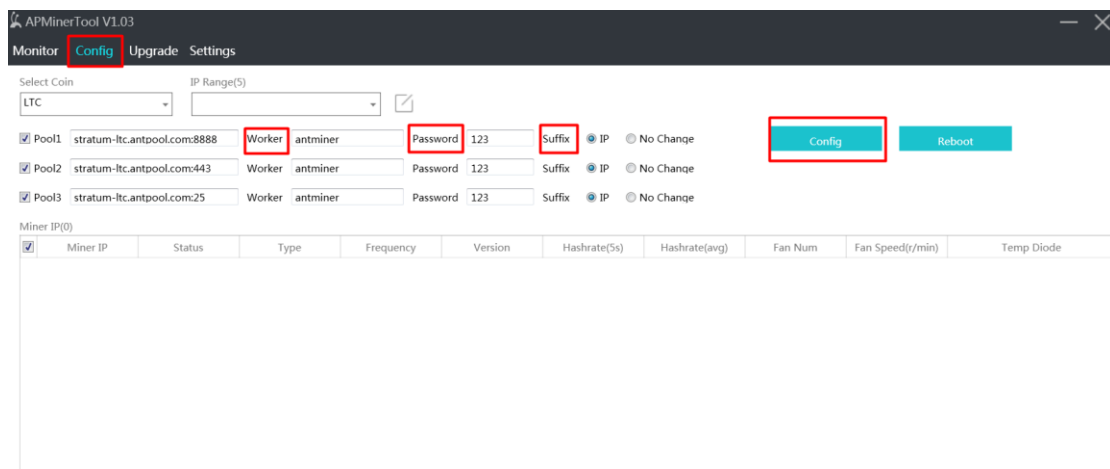 APMinerTool V1.03
Monitor Config Upgrade Settings
Select Coin IP Range(5)
LTC
Pool1 stratum-ltc.antpool.com:8888 Worker antminer Password 123 Suffix IP No Change Config Reboot
Pool2 stratum-ltc.antpool.com:443 Worker antminer Password 123 Suffix IP No Change
Pool3 stratum-ltc.antpool.com:25 Worker antminer Password 123 Suffix IP No Change
Miner IP(0)
Miner IP Status Type Frequency Version Hashrate(5s) Hashrate(avg) Fan Num Fan Speed(r/min) Temp Diode